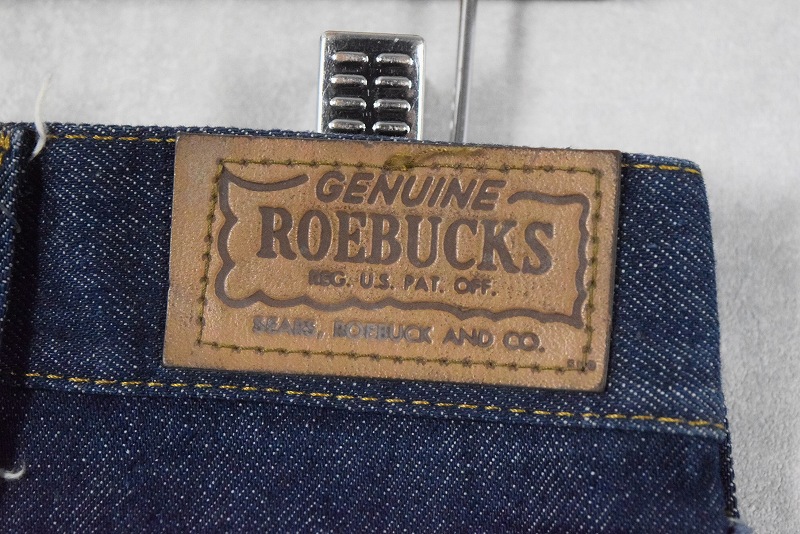 GENUINE
ROEBUCKS
REG. U.S. PAT. OFF.
SEARS, ROEBUCK AND CO.